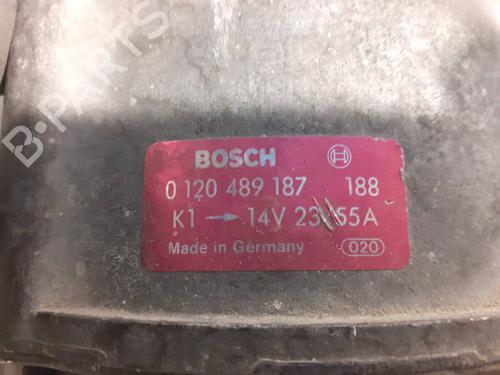 B-PARTS
BOSCH
0 120 489 187 188
K1 → 14V 23/55A
Made in Germany 020